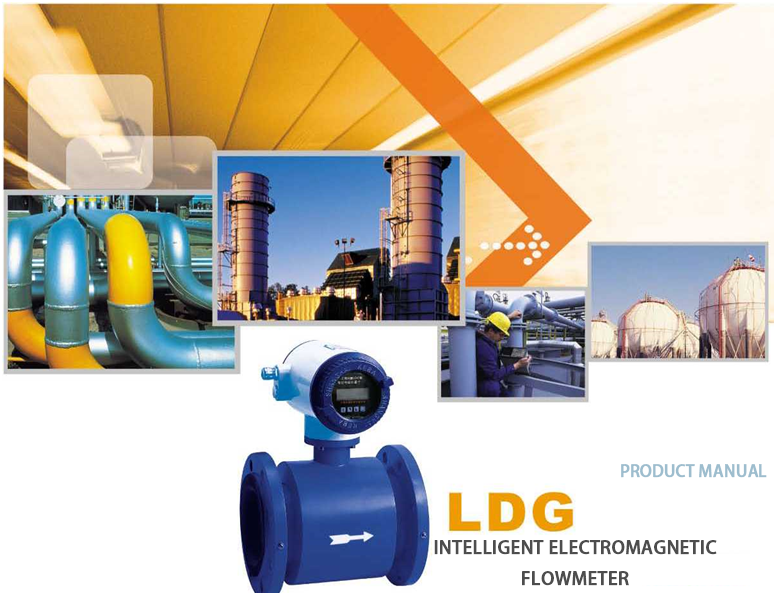 PRODUCT MANUAL
LDG
INTELLIGENT ELECTROMAGNETIC
FLOWMETER